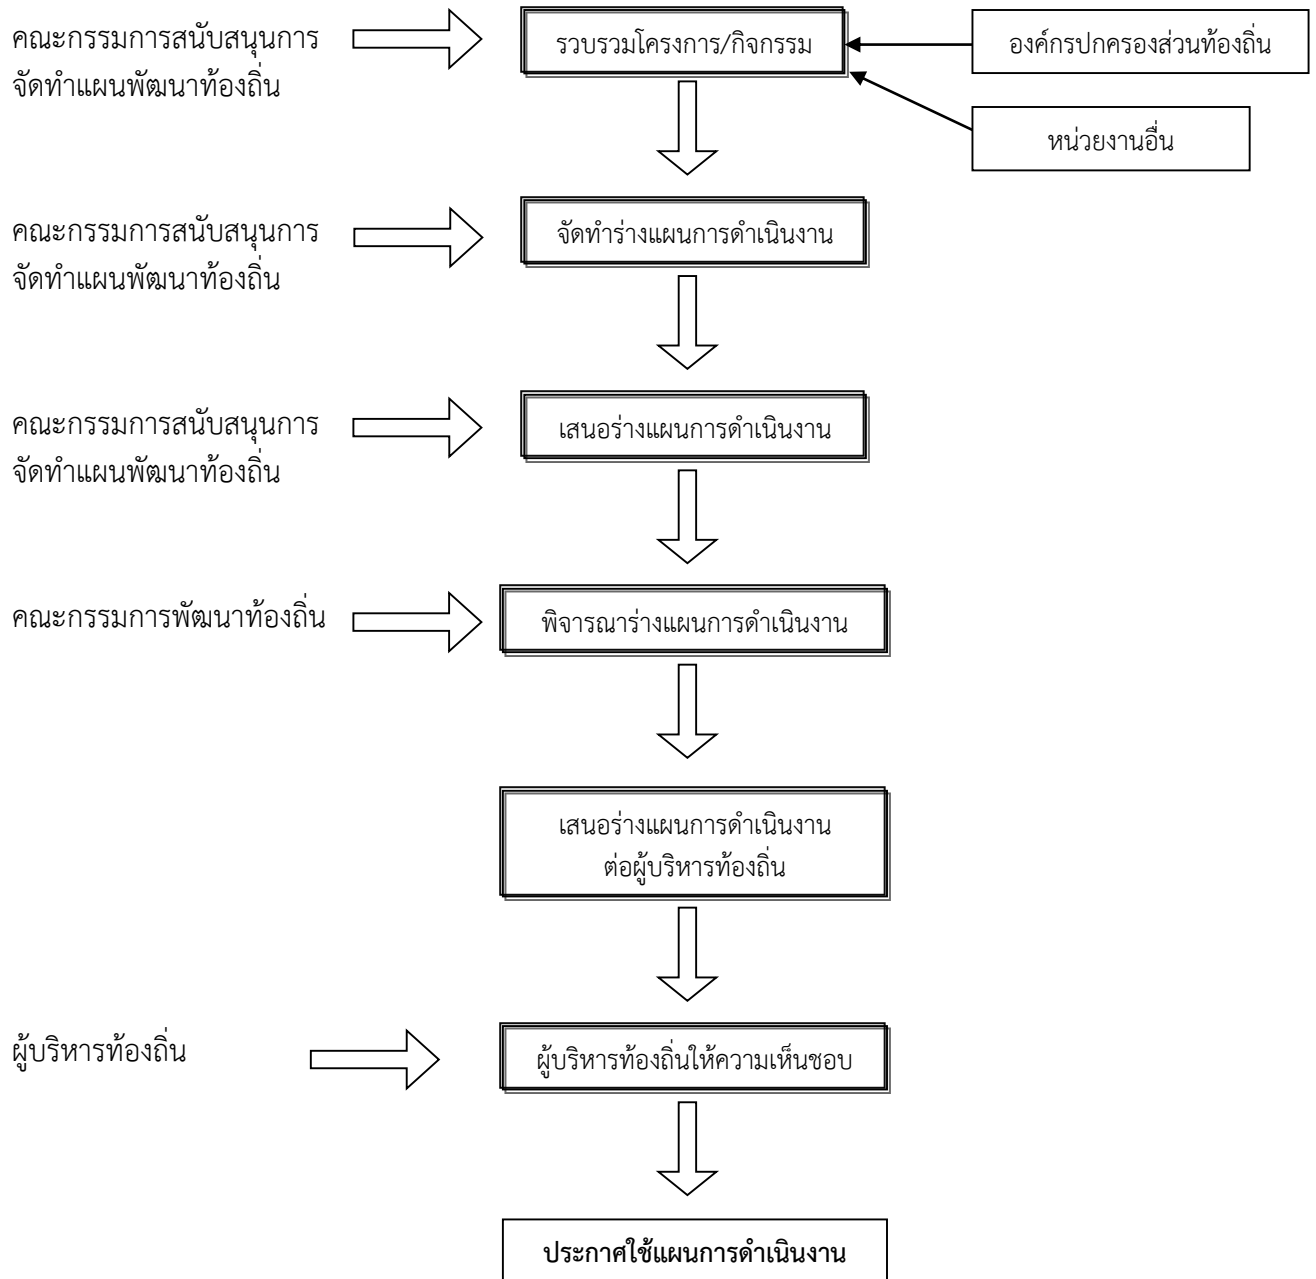 คณะกรรมการสนับสนุนการ
จัดทำแผนพัฒนาท้องถิ่น
รวบรวมโครงการ/กิจกรรม
องค์กรปกครองส่วนท้องถิ่น
หน่วยงานอื่น
คณะกรรมการสนับสนุนการ
จัดทำแผนพัฒนาท้องถิ่น
จัดทำร่างแผนการดำเนินงาน
คณะกรรมการสนับสนุนการ
จัดทำแผนพัฒนาท้องถิ่น
เสนอร่างแผนการดำเนินงาน
คณะกรรมการพัฒนาท้องถิ่น
พิจารณาร่างแผนการดำเนินงาน
เสนอร่างแผนการดำเนินงาน
ต่อผู้บริหารท้องถิ่น
ผู้บริหารท้องถิ่น
ผู้บริหารท้องถิ่นให้ความเห็นชอบ
ประกาศใช้แผนการดำเนินงาน